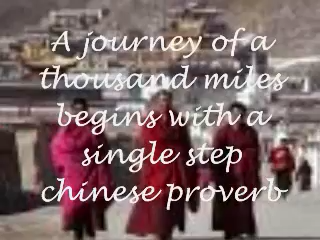 A journey of a
thousand miles
begins with a
single step
chinese proverb